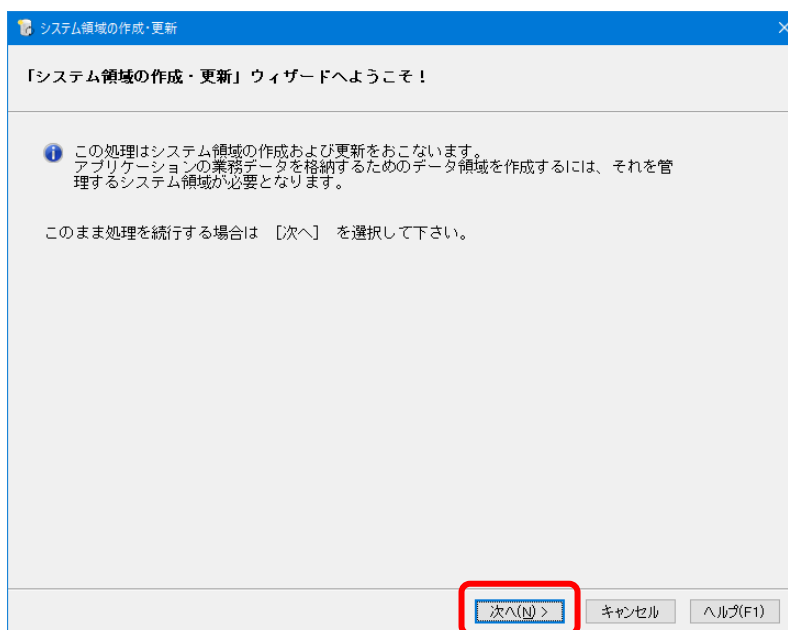 システム領域の作成・更新
「システム領域の作成・更新」ウィザードへようこそ！
この処理はシステム領域の作成および更新をおこないます。
アプリケーションの業務データを格納するためのデータ領域を作成するには、それを管
理するシステム領域が必要となります。
このまま処理を続行する場合は ［次へ］ を選択して下さい。
次へ(N) > キャンセル ヘルプ(F1)